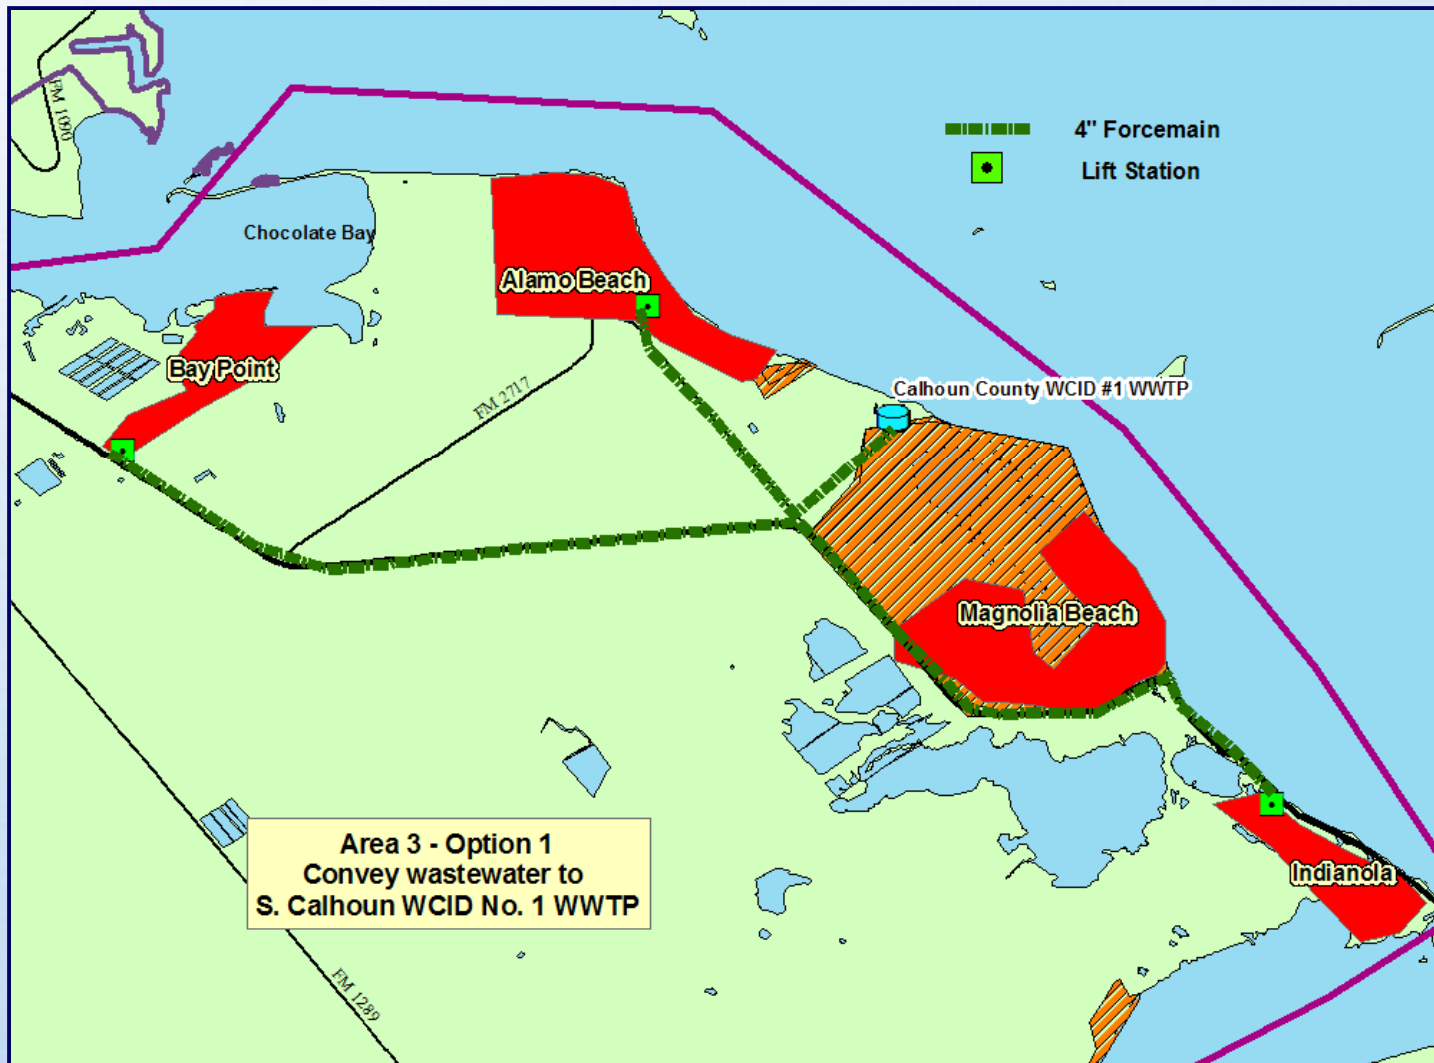 FM 1090
4" Forcemain
Lift Station
Chocolate Bay
Alamo Beach
Bay Point
FM 2717
Calhoun County WCID #1 WWTP
Magnolia Beach
Area 3 - Option 1
Convey wastewater to
S. Calhoun WCID No. 1 WWTP
Indianola
FM 1289